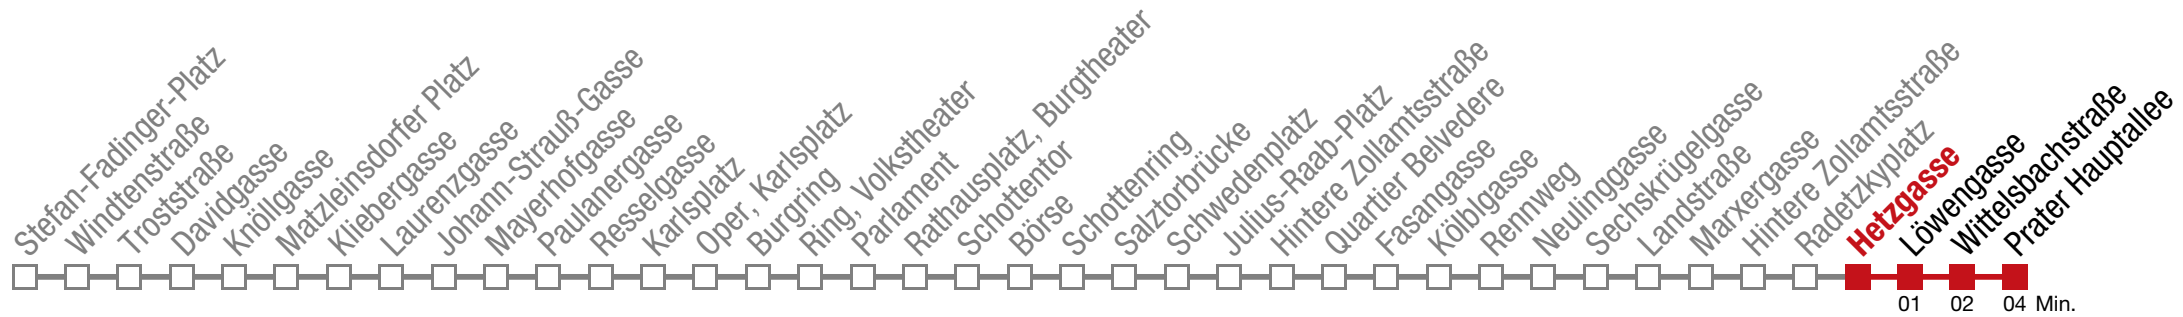 Stefan-Fadinger-Platz
Windtenstraße
Troststraße
Davidgasse
Knöllgasse
Matzleinsdorfer Platz
Kliebergasse
Laurenzgasse
Johann-Strauß-Gasse
Mayerhofgasse
Paulanergasse
Resselgasse
Karlsplatz
Oper, Karlsplatz
Burgring
Ring, Volkstheater
Parlament
Rathausplatz, Burgtheater
Schottentor
Börse
Schottenring
Salztorbrücke
Schwedenplatz
Julius-Raab-Platz
Hintere Zollamtsstraße
Quartier Belvedere
Fasangasse
Kölblgasse
Rennweg
Neulinggasse
Sechskrügelgasse
Landstraße
Marxergasse
Hintere Zollamtsstraße
Radetzkyplatz
Hetzgasse
Löwengasse
Wittelsbachstraße
Prater Hauptallee
01 02 04 Min.